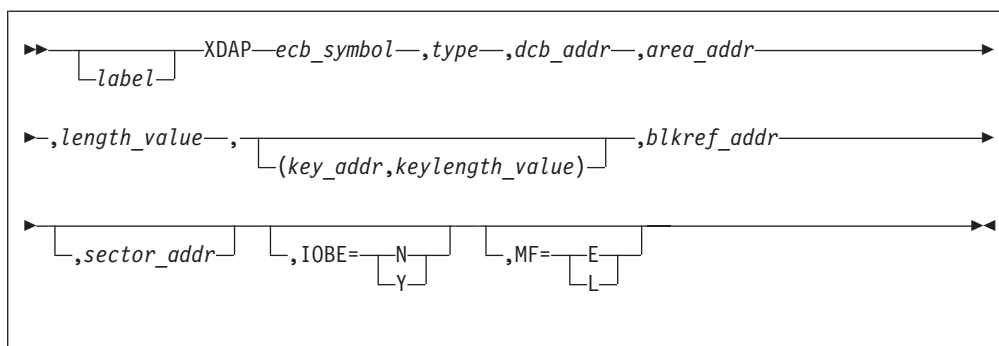 XDAP ecb_symbol ,type ,dcb_addr ,area_addr
label
,length_value , ,blkref_addr
(key_addr,keylength_value)
,sector_addr ,IOBE= N ,MF= E
Y L